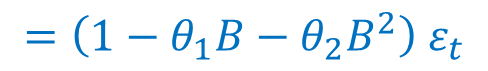 = (1 − θ₁B − θ₂B²) εₜ